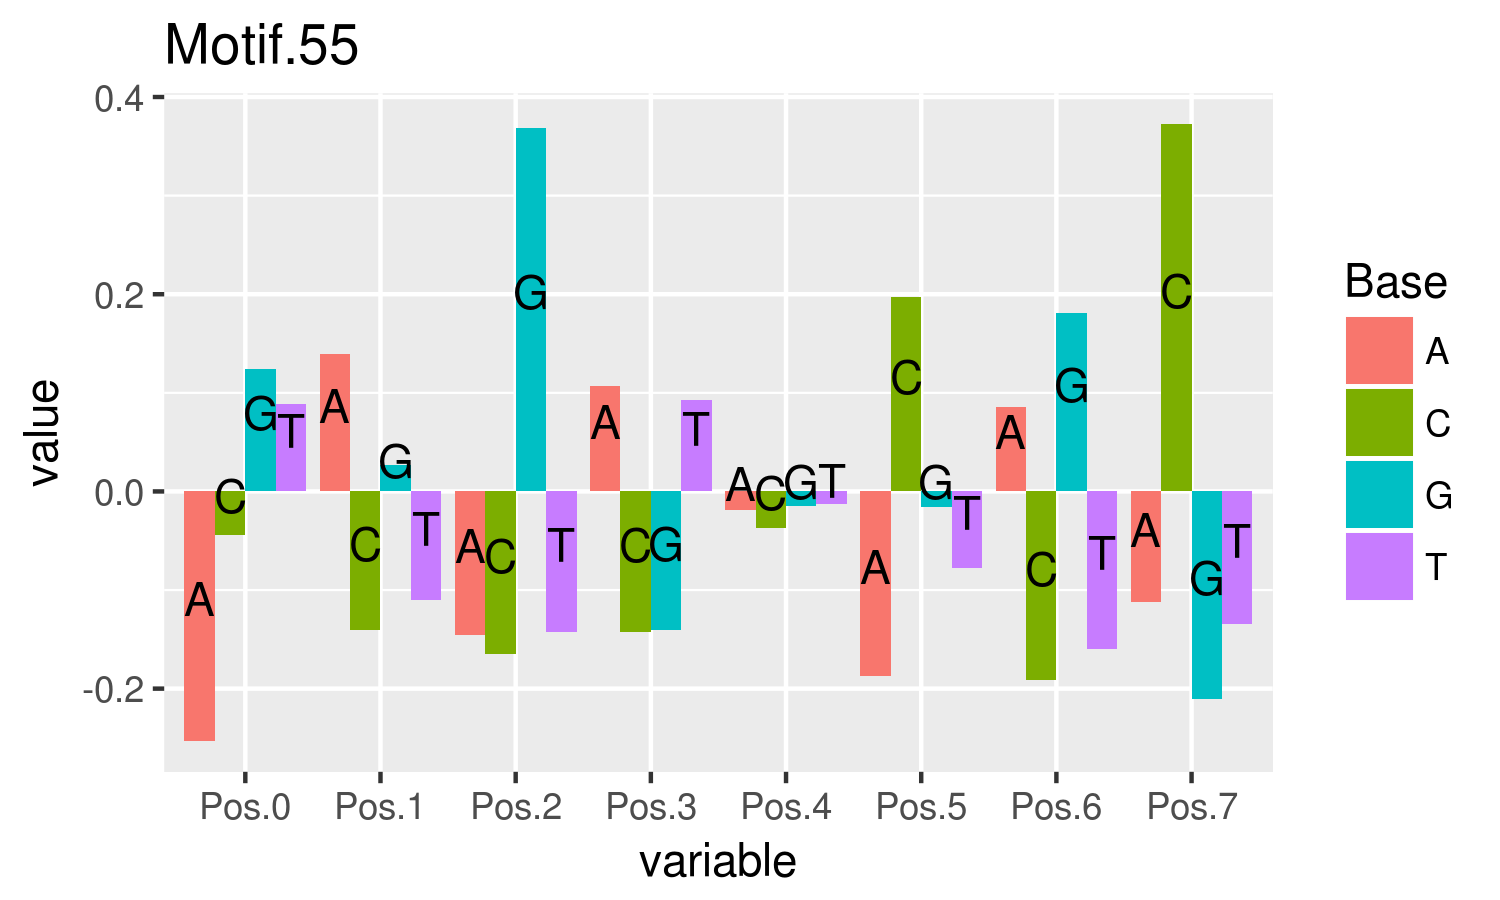 Motif.55
0.4
0.2
0.0
-0.2
value
A C G T A C G T A C G T A C G T A C G T A C G T A C G T A C G T
Pos.0 Pos.1 Pos.2 Pos.3 Pos.4 Pos.5 Pos.6 Pos.7
variable
Base
A
C
G
T